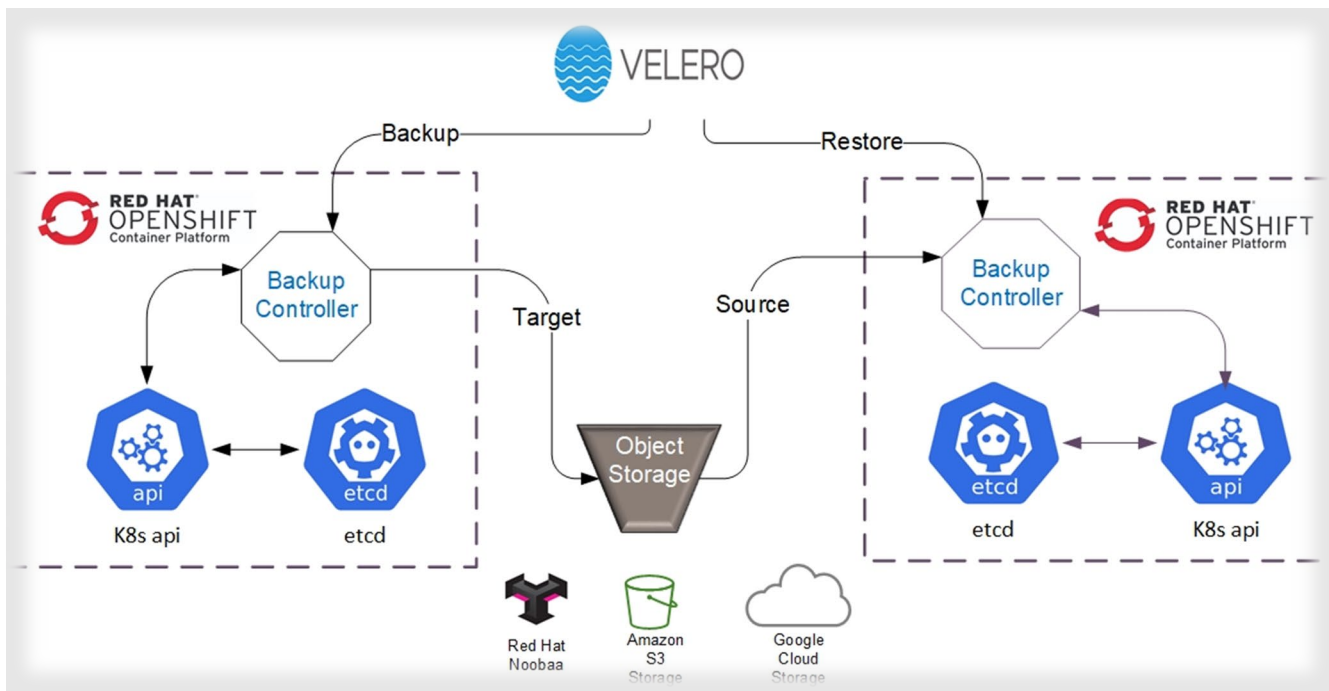 VELERO
Backup
Restore
RED HAT®
OPENSHIFT
Container Platform
RED HAT®
OPENSHIFT
Container Platform
Backup
Controller
Backup
Controller
Target
Source
Object
Storage
api
etcd
etcd
api
K8s api
etcd
etcd
K8s api
Red Hat
Noobaa
Amazon
S3
Storage
Google
Cloud
Storage